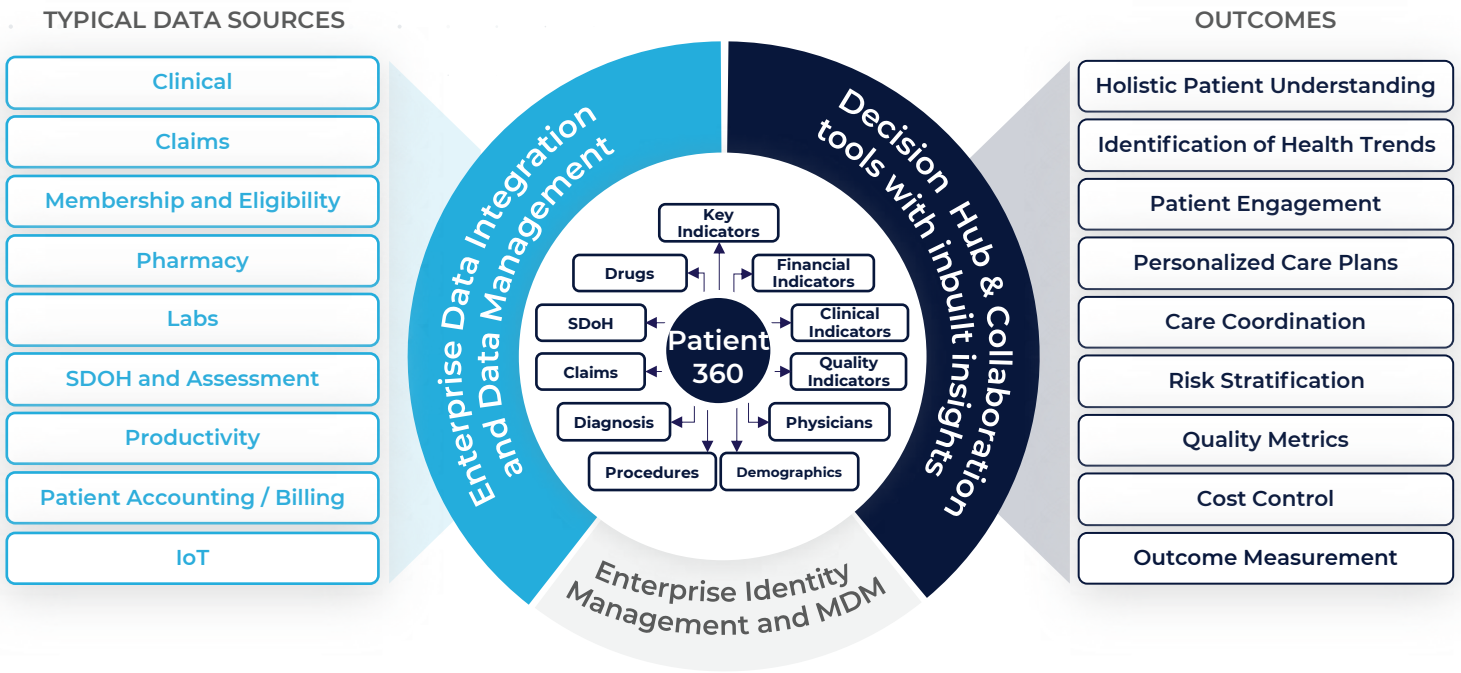 TYPICAL DATA SOURCES
Clinical
Claims
Membership and Eligibility
Pharmacy
Labs
SDOH and Assessment
Productivity
Patient Accounting / Billing
IoT
Enterprise Data Integration
and Data Management
Decision Hub & Collaboration
tools with inbuilt insights
Enterprise Identity
Management and MDM
Key
Indicators
Drugs
Financial
Indicators
SDoH
Clinical
Indicators
Patient
360
Claims
Quality
Indicators
Diagnosis
Physicians
Procedures
Demographics
OUTCOMES
Holistic Patient Understanding
Identification of Health Trends
Patient Engagement
Personalized Care Plans
Care Coordination
Risk Stratification
Quality Metrics
Cost Control
Outcome Measurement